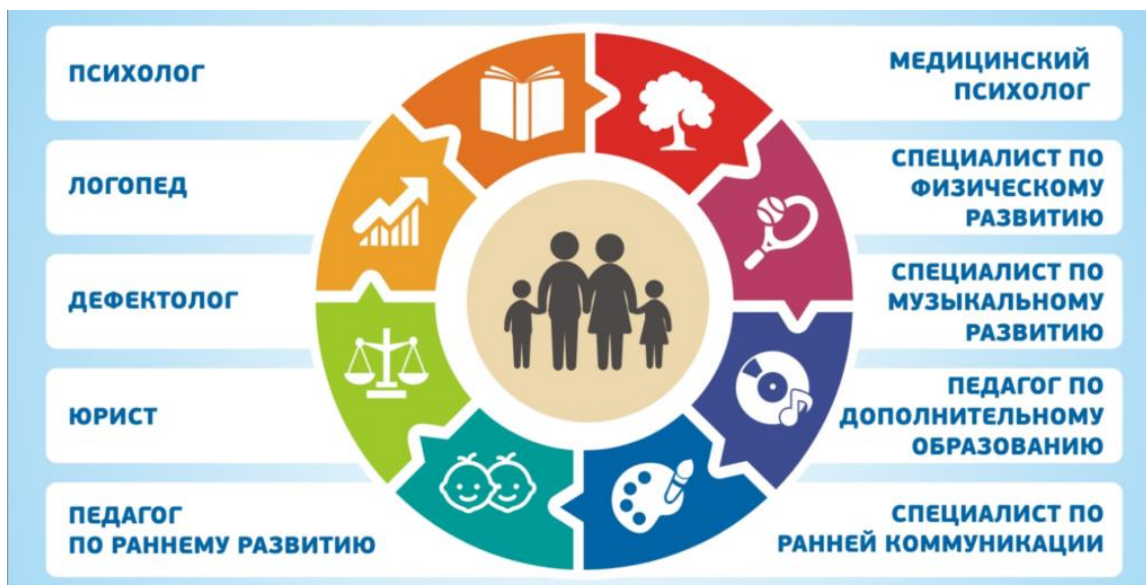 ПСИХОЛОГ
ЛОГОПЕД
ДЕФЕКТОЛОГ
ЮРИСТ
ПЕДАГОГ
ПО РАННЕМУ РАЗВИТИЮ
МЕДИЦИНСКИЙ
ПСИХОЛОГ
СПЕЦИАЛИСТ ПО
ФИЗИЧЕСКОМУ
РАЗВИТИЮ
СПЕЦИАЛИСТ ПО
МУЗЫКАЛЬНОМУ
РАЗВИТИЮ
ПЕДАГОГ ПО
ДОПОЛНИТЕЛЬНОМУ
ОБРАЗОВАНИЮ
СПЕЦИАЛИСТ ПО
РАННЕЙ КОММУНИКАЦИИ